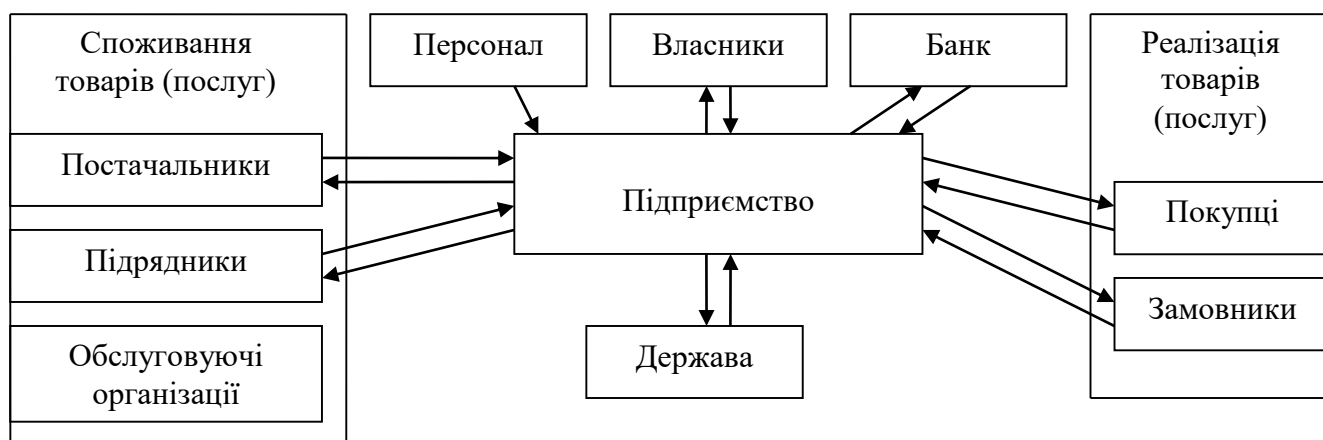 Споживання
товарів (послуг)
Постачальники
Підрядники
Обслуговуючі
організації
Персонал
Власники
Банк
Підприємство
Держава
Реалізація
товарів
(послуг)
Покупці
Замовники